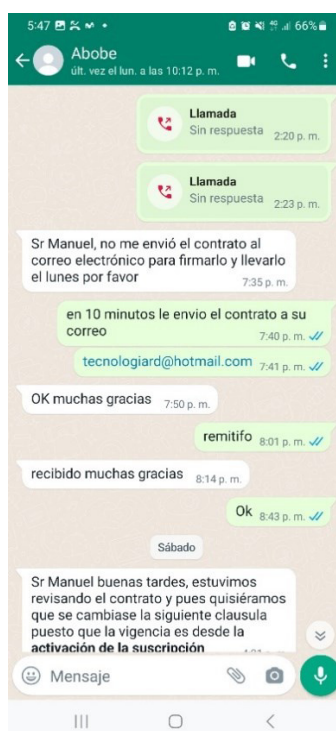 5:47
66%
Abobe
últ. vez el lun. a las 10:12 p. m.
Llamada
Sin respuesta 2:20 p. m.
Llamada
Sin respuesta 2:23 p. m.
Sr Manuel, no me envió el contrato al
correo electrónico para firmarlo y llevarlo
el lunes por favor
7:35 p. m.
en 10 minutos le envio el contrato a su
correo
7:40 p. m.
tecnologiard@hotmail.com 7:41 p. m.
OK muchas gracias 7:50 p. m.
remitifo 8:01 p. m.
recibido muchas gracias 8:14 p. m.
Ok 8:43 p. m.
Sábado
Sr Manuel buenas tardes, estuvimos
revisando el contrato y pues quisiéramos
que se cambiase la siguiente clausula
puesto que la vigencia es desde la
activación de la suscripción
Mensaje